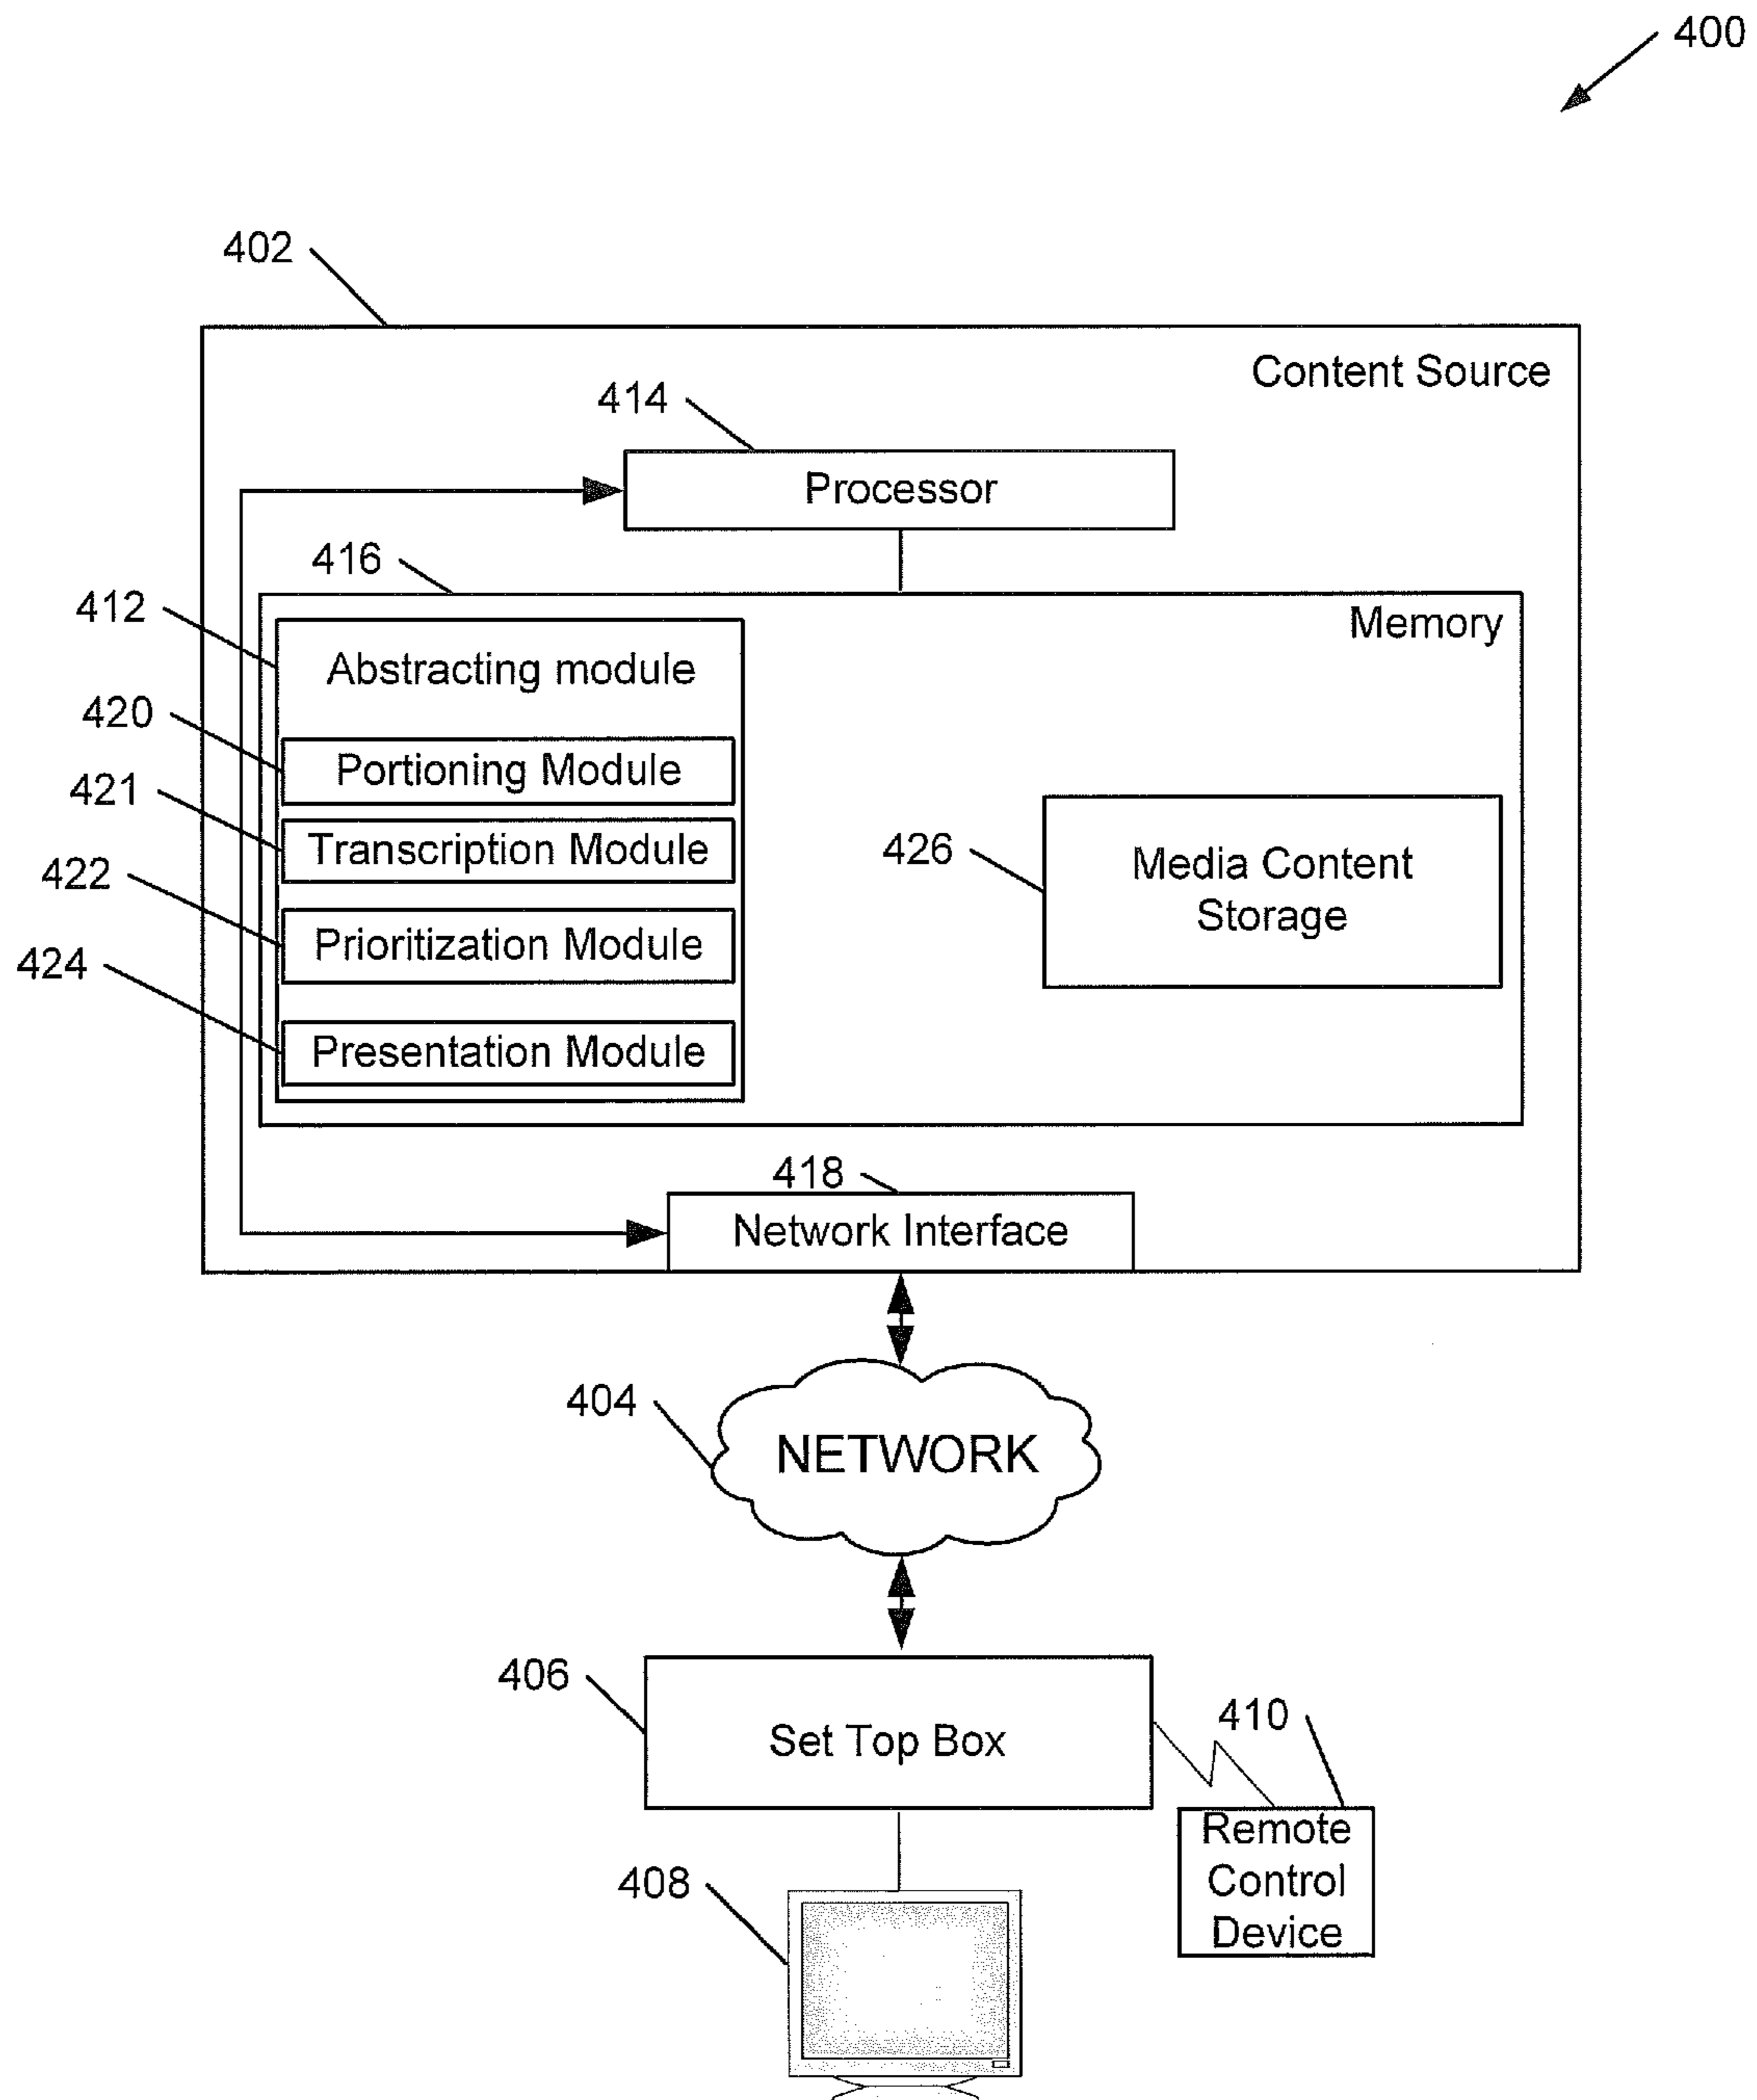 400
402
Content Source
414
Processor
416
Memory
412
Abstracting module
420
Portioning Module
421
Transcription Module
422
Prioritization Module
424
Presentation Module
426
Media Content
Storage
418
Network Interface
404
NETWORK
406
Set Top Box
410
Remote
Control
Device
408